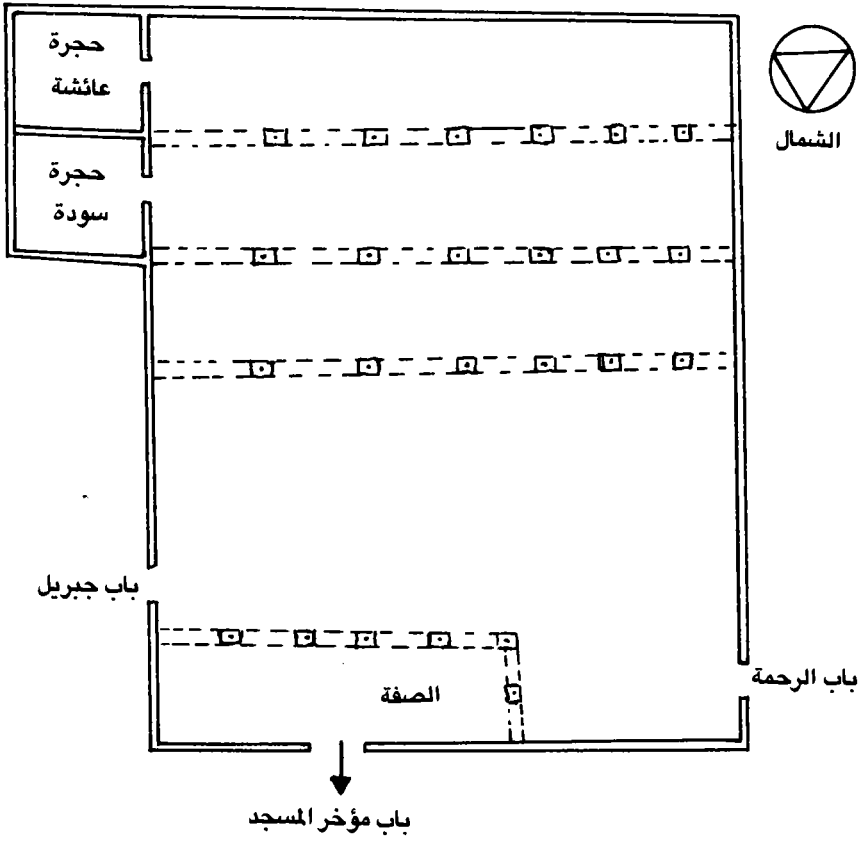 حجرة
عائشة
الشمال
حجرة
سودة
باب جبريل
باب الرحمة
الصفة
باب مؤخر المسجد